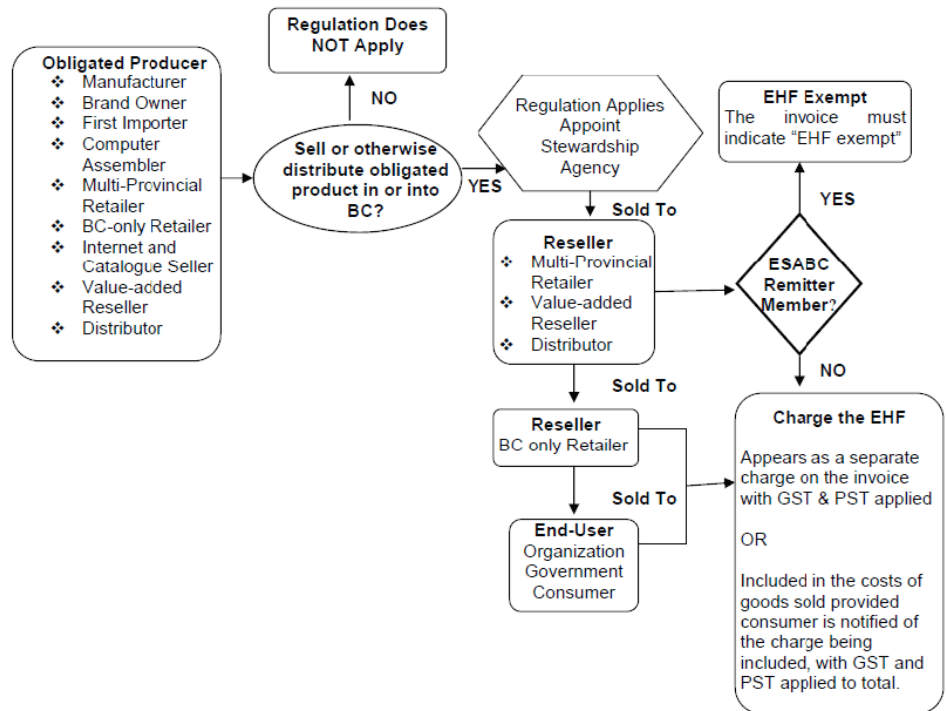 Regulation Does
NOT Apply
Obligated Producer
❖ Manufacturer
❖ Brand Owner
❖ First Importer
❖ Computer
Assembler
❖ Multi-Provincial
Retailer
❖ BC-only Retailer
❖ Internet and
Catalogue Seller
❖ Value-added
Reseller
❖ Distributor
NO
Sell or otherwise
distribute obligated
product in or into
BC?
YES
Regulation Applies
Appoint
Stewardship
Agency
Sold To
EHF Exempt
The invoice must
indicate “EHF exempt”
YES
Reseller
❖ Multi-Provincial
Retailer
❖ Value-added
Reseller
❖ Distributor
ESABC
Remitter
Member?
NO
Sold To
Reseller
BC only Retailer
Sold To
End-User
Organization
Government
Consumer
Charge the EHF
Appears as a separate
charge on the invoice
with GST & PST applied
OR
Included in the costs of
goods sold provided
consumer is notified of
the charge being
included, with GST and
PST applied to total.